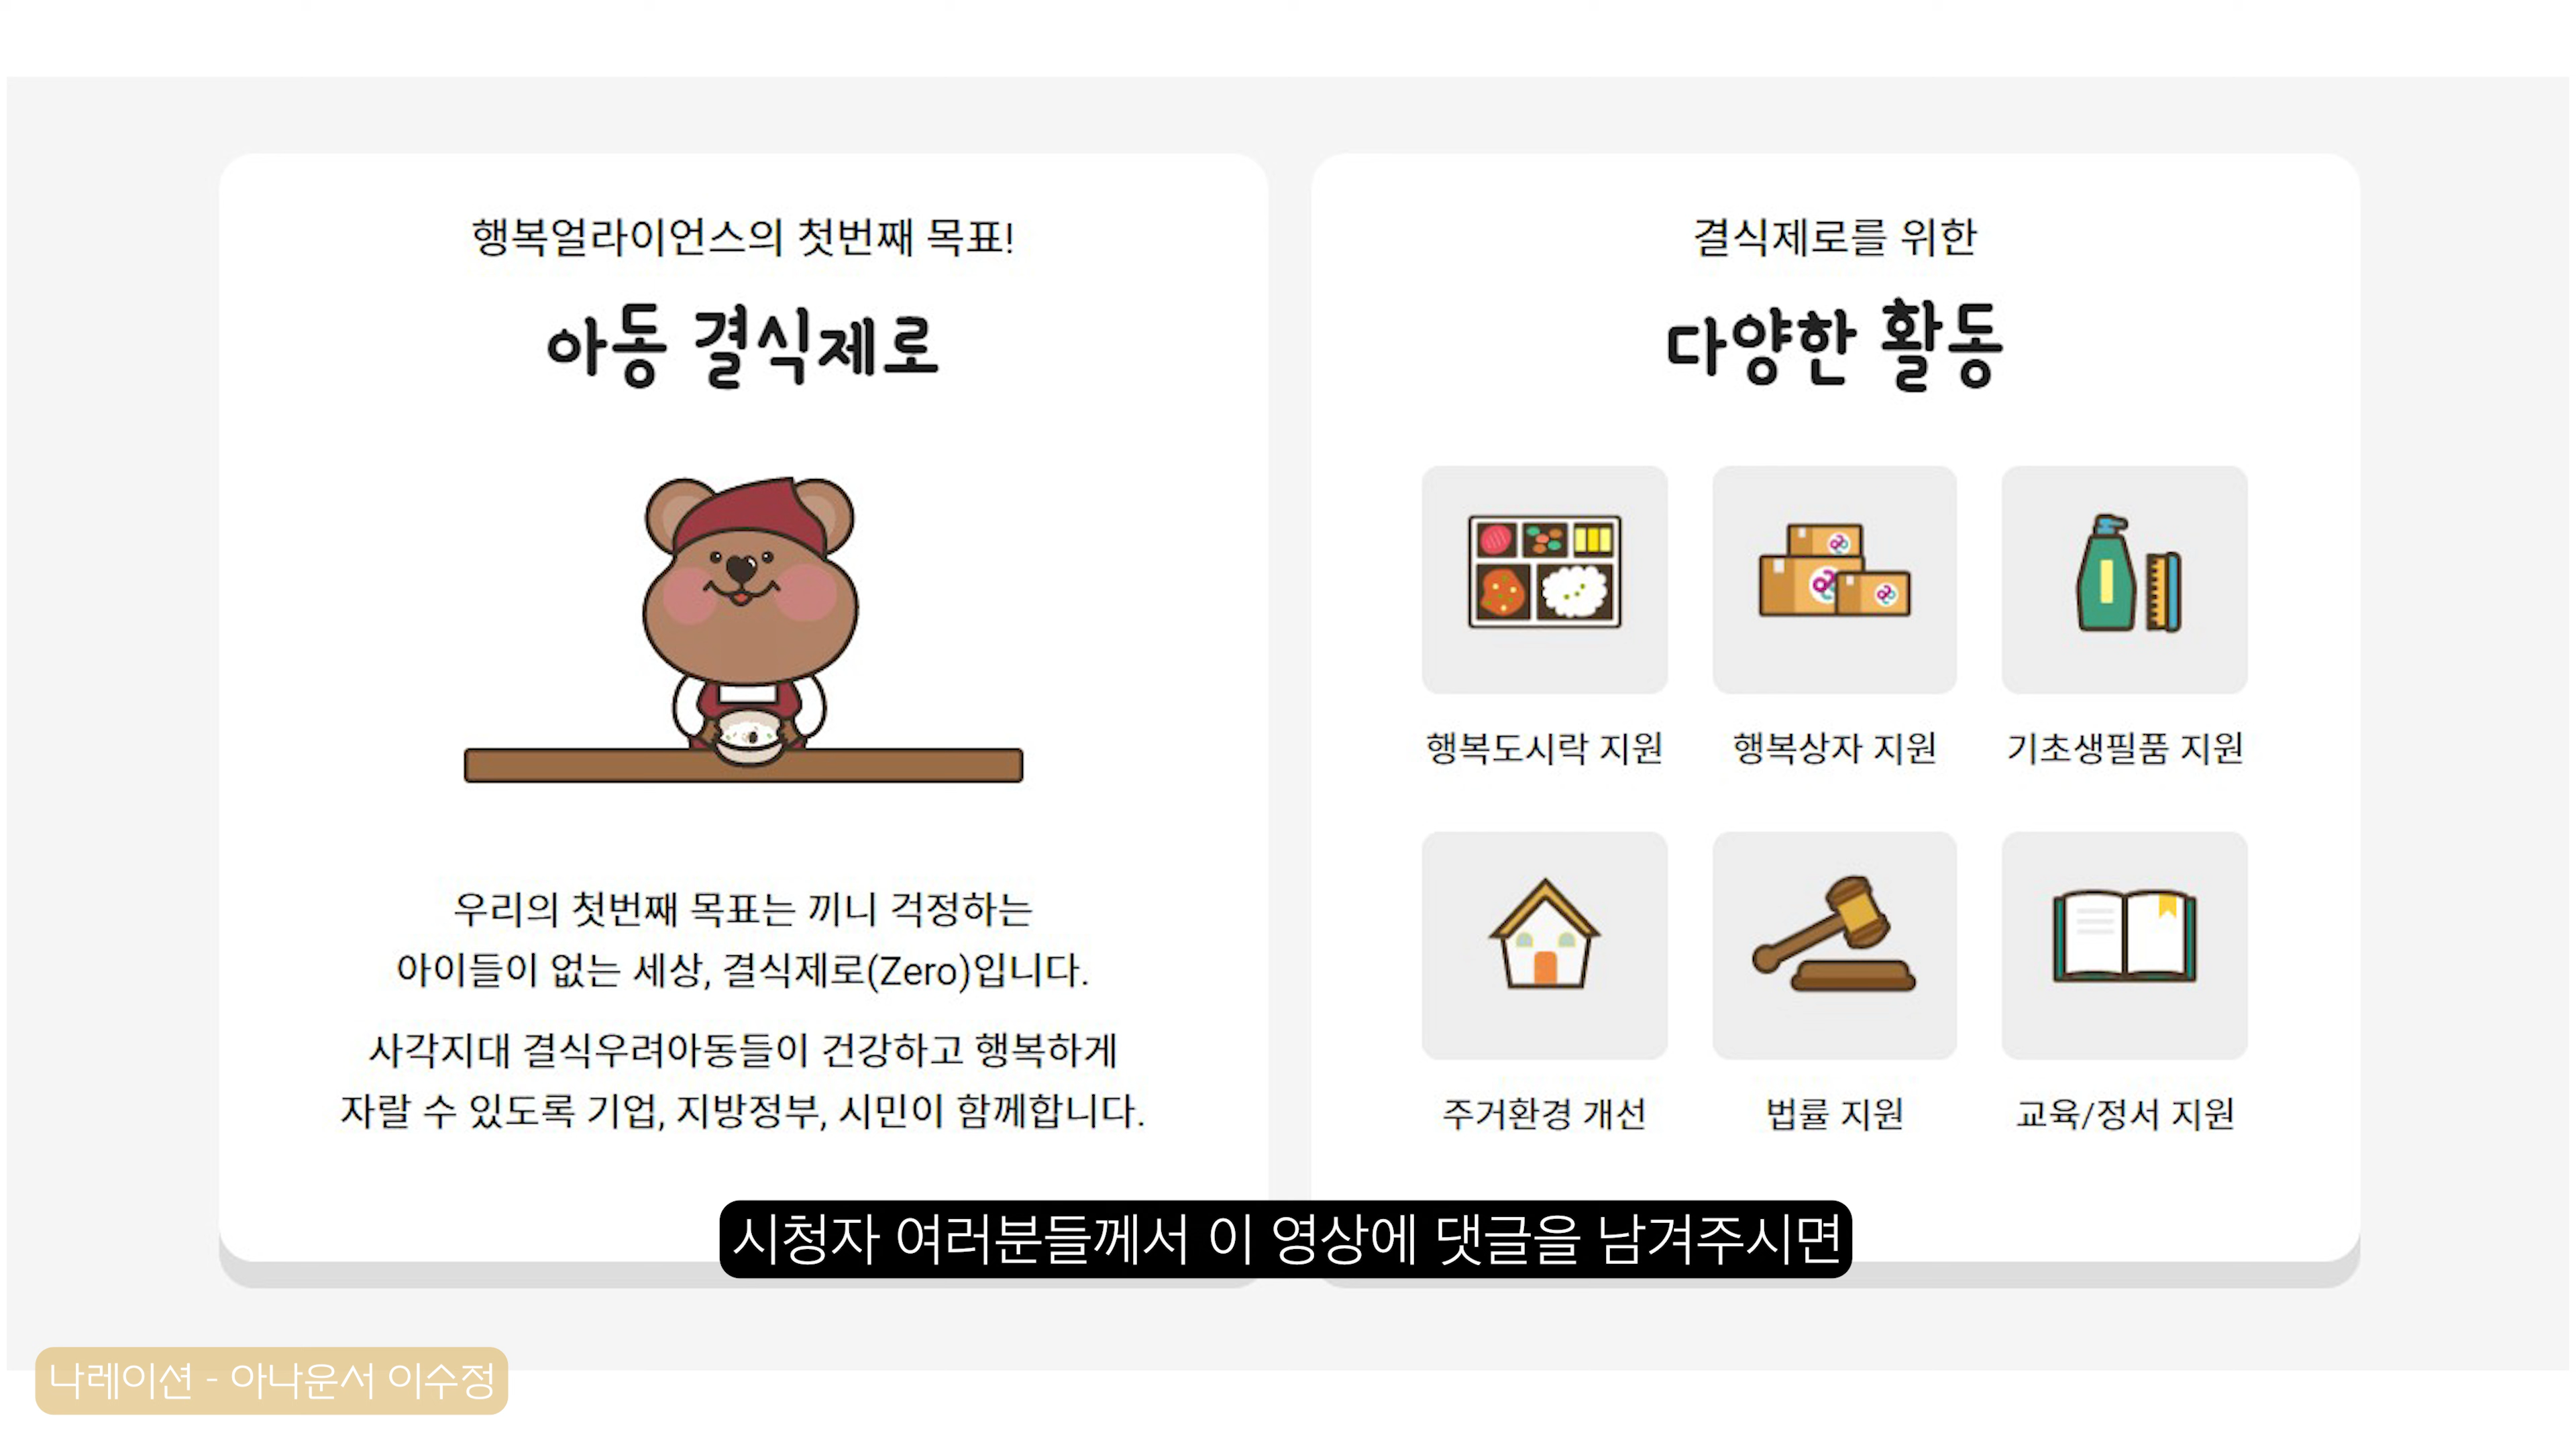 행복얼라이언스의 첫번째 목표!
아동 결식제로
우리의 첫번째 목표는 끼니 걱정하는
아이들이 없는 세상, 결식제로(Zero)입니다.
사각지대 결식우려아동들이 건강하고 행복하게
자랄 수 있도록 기업, 지방정부, 시민이 함께합니다.
결식제로를 위한
다양한 활동
행복도시락 지원
행복상자 지원
기초생필품 지원
주거환경 개선
법률 지원
교육/정서 지원
시청자 여러분들께서 이 영상에 댓글을 남겨주시면
나레이션 - 아나운서 이수정